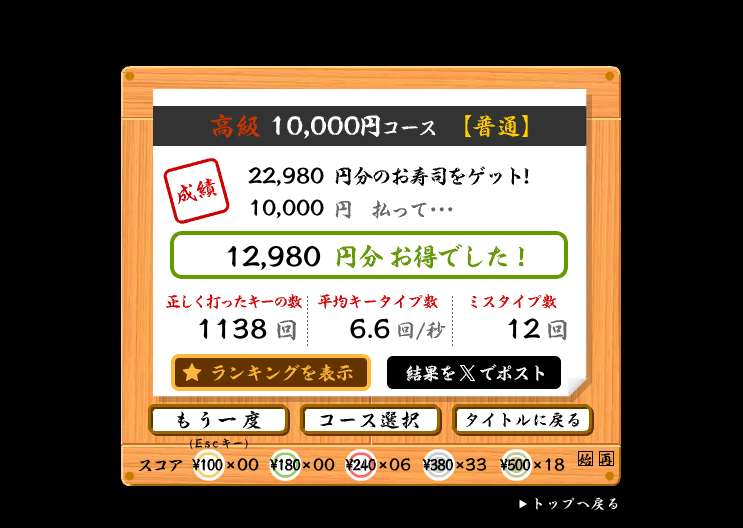 高級 10,000円コース 【普通】
成績
22,980 円分のお寿司をゲット!
10,000 円 払って…
12,980 円分 お得でした！
正しく打ったキーの数 平均キータイプ数 ミスタイプ数
1138 回 6.6 回/秒 12 回
★ ランキングを表示 結果を𝕏でポスト
もう一度 コース選択 タイトルに戻る
(Escキー)
スコア ¥100×00 ¥180×00 ¥240×06 ¥380×33 ¥500×18 始 再
▶トップへ戻る